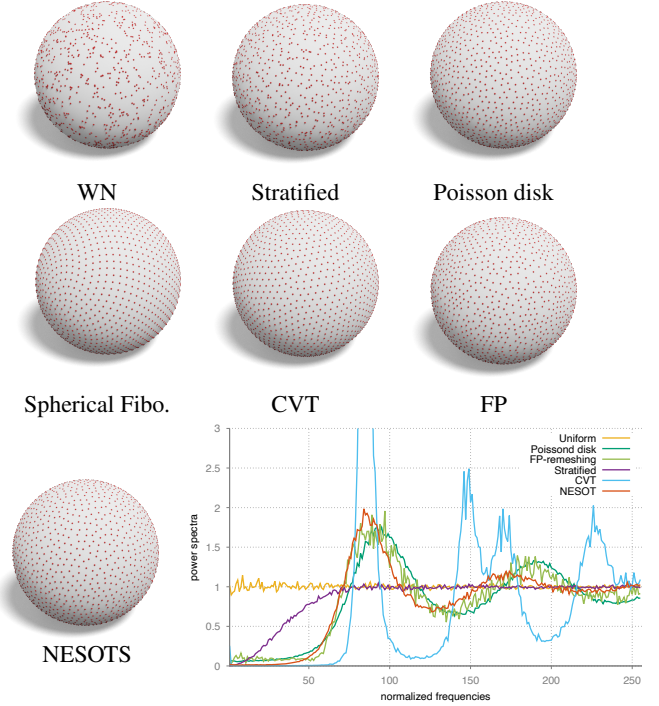 WN Stratified Poisson disk
Spherical Fibo. CVT FP
NESOTS
3
2.5
2
1.5
1
0.5
0
power spectra
Uniform
Poissond disk
FP-remeshing
Stratified
CVT
NESOT
50 100 150 200 250
normalized frequencies